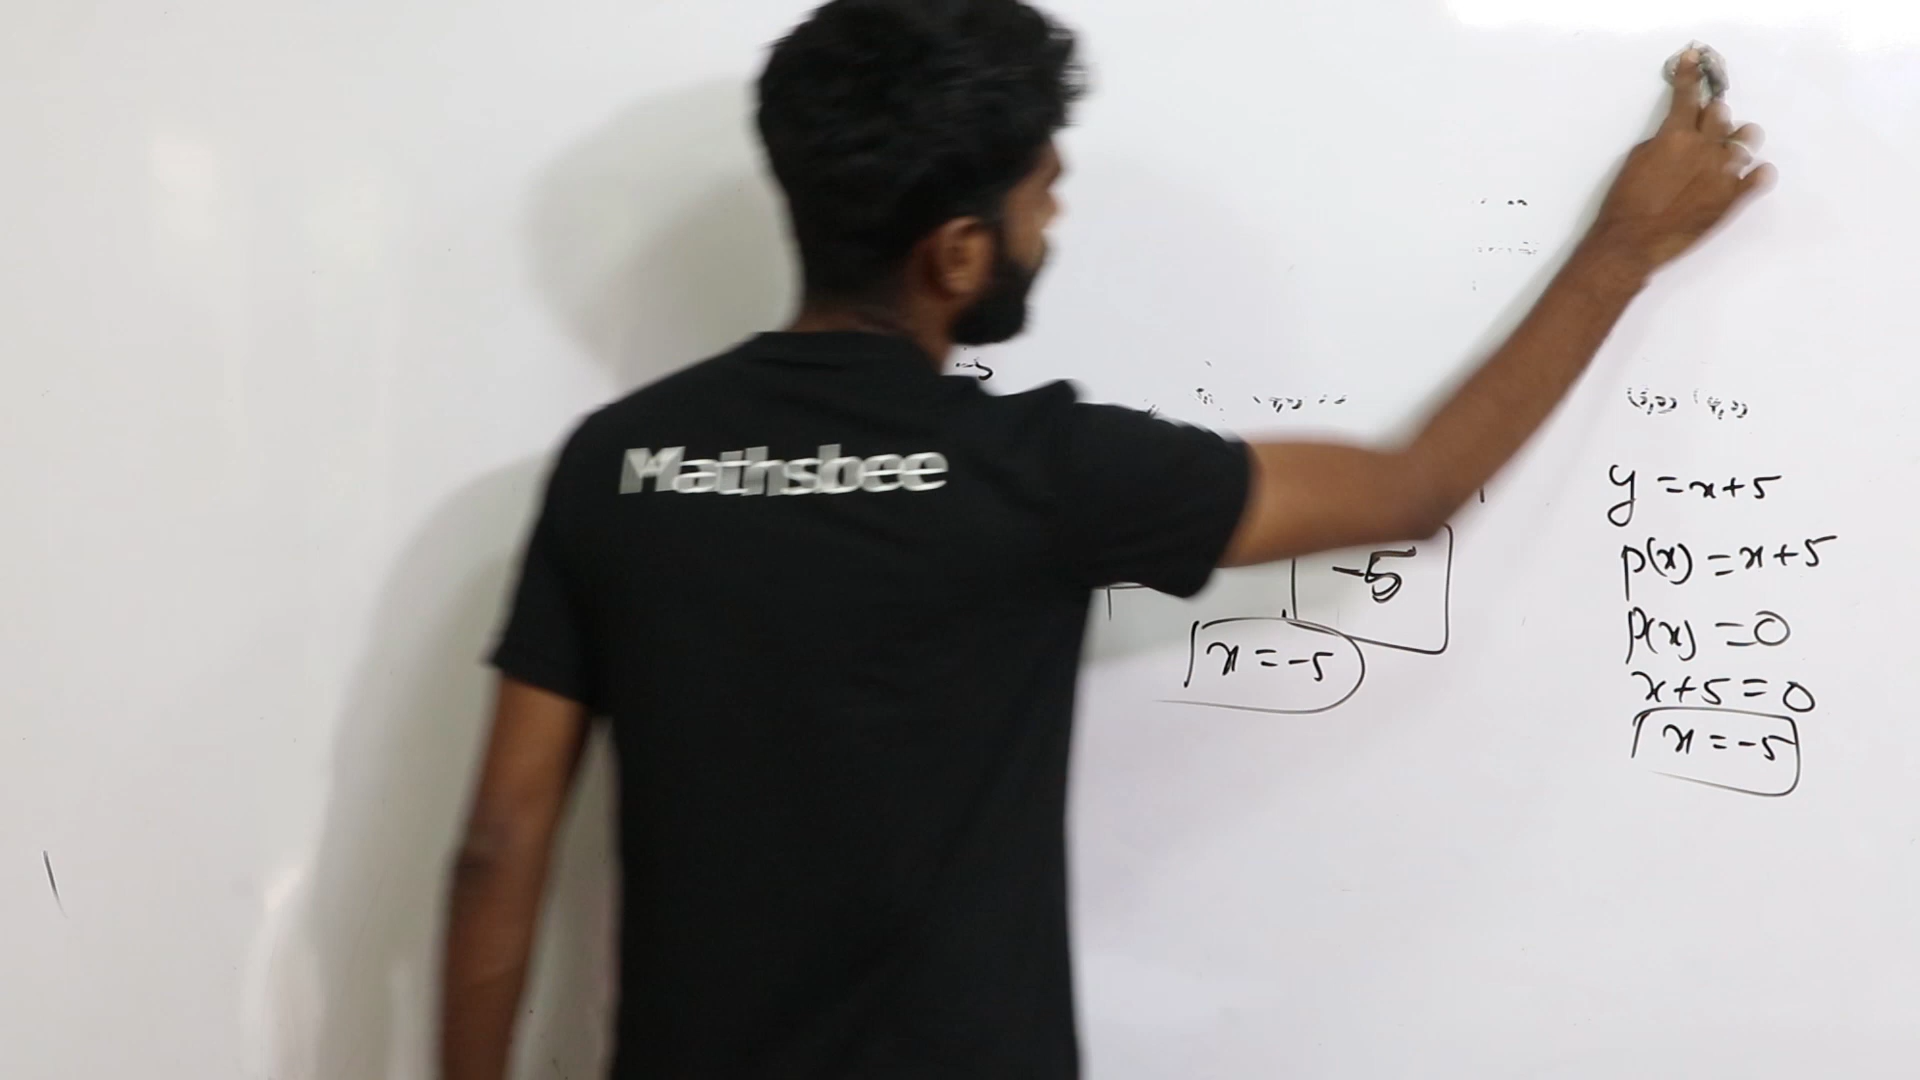 Mathsbee
-5
x = -5
y = x+5
p(x) = x+5
p(x) = 0
x+5 = 0
x = -5